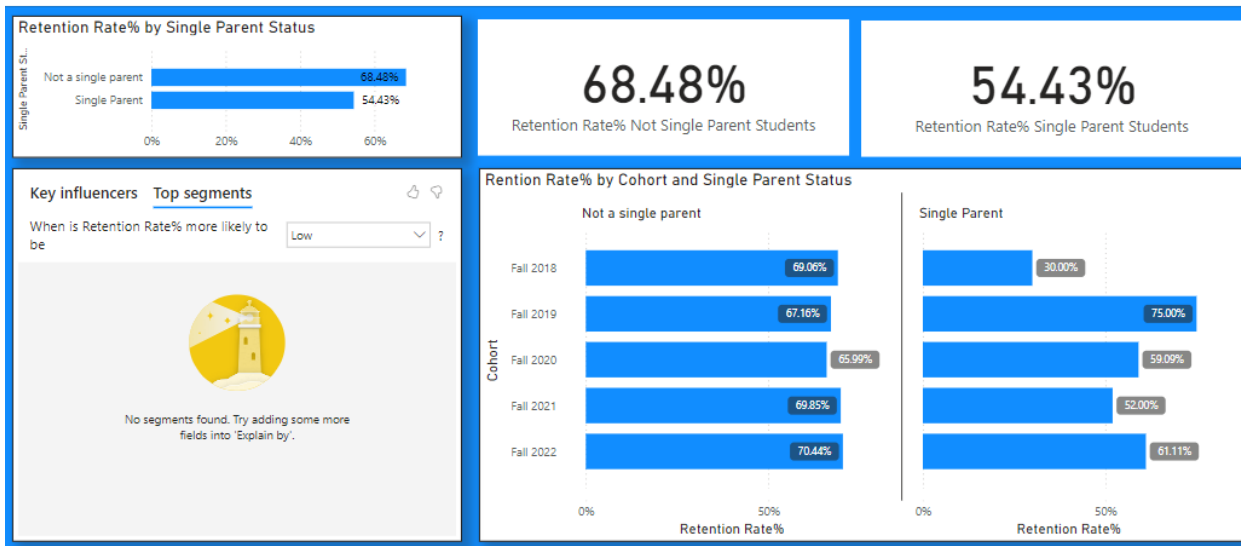 Retention Rate% by Single Parent Status
Single Parent St...
Not a single parent
68.48%
Single Parent
54.43%
0%
20%
40%
60%
68.48%
Retention Rate% Not Single Parent Students
54.43%
Retention Rate% Single Parent Students
Key influencers
Top segments
When is Retention Rate% more likely to
be
Low
?
No segments found. Try adding some more
fields into 'Explain by'.
Rention Rate% by Cohort and Single Parent Status
Not a single parent
Single Parent
Cohort
Fall 2018
69.06%
30.00%
Fall 2019
67.16%
75.00%
Fall 2020
65.99%
59.09%
Fall 2021
69.85%
52.00%
Fall 2022
70.44%
61.11%
0%
50%
0%
50%
Retention Rate%
Retention Rate%